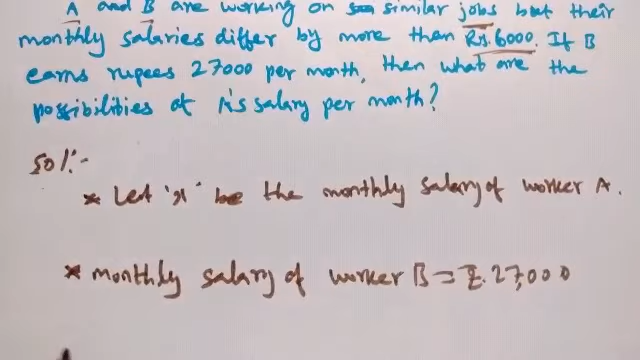 A and B are working on similar jobs but their
monthly salaries differ by more than Rs.6000. If B
earns rupees 27000 per month, then what are the
possibilities of A's salary per month?
Sol:-
* Let 'x' be the monthly salary of worker A.
* monthly salary of worker B = ₹.27,000